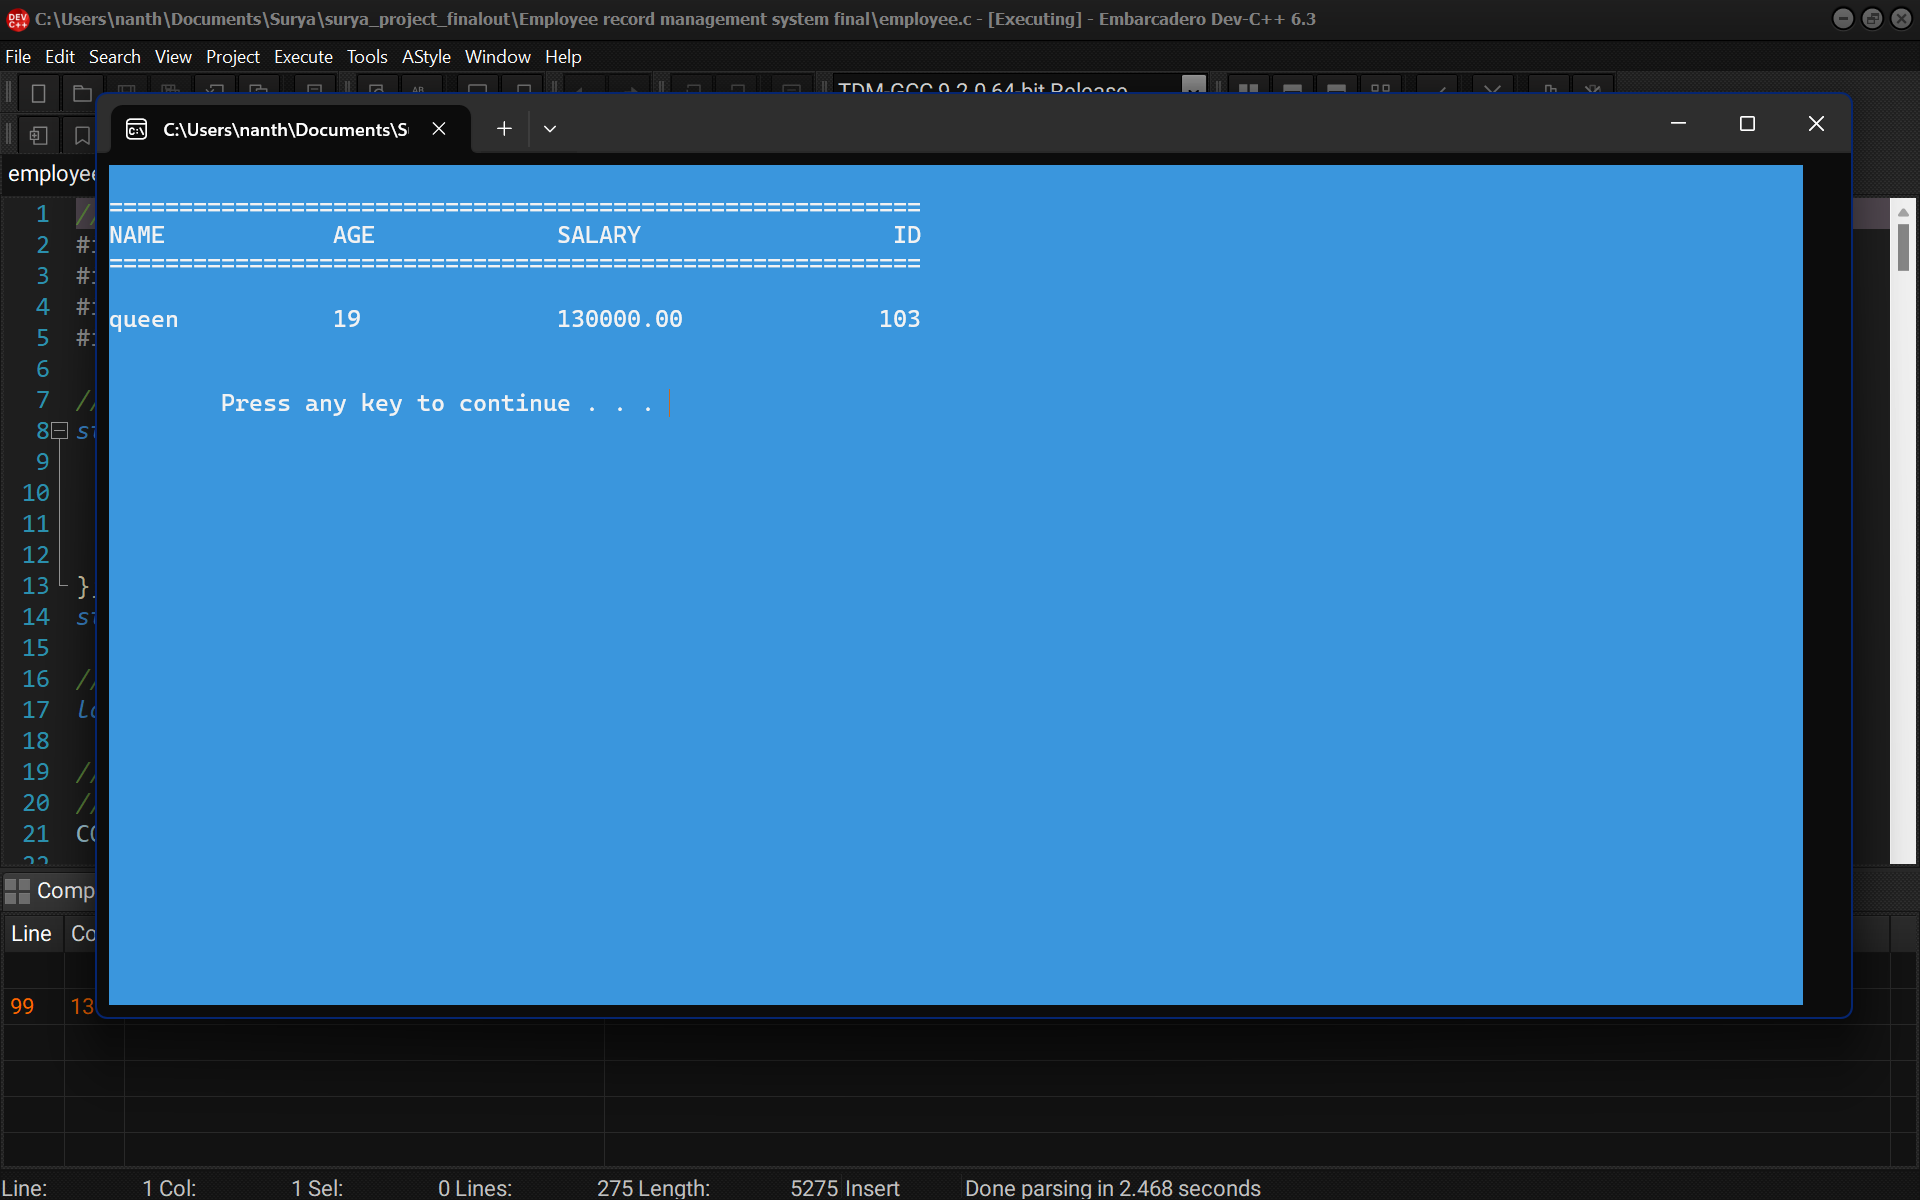 C:\Users\nanth\Documents\Surya\surya_project_finalout\Employee record management system final\employee.c - [Executing] - Embarcadero Dev-C++ 6.3
File Edit Search View Project Execute Tools AStyle Window Help
TDM-GCC 9.2.0 64-bit Release
C:\Users\nanth\Documents\S
employee
==========================================================
NAME AGE SALARY ID
==========================================================
queen 19 130000.00 103
Press any key to continue . . .
1 //
2 #i
3 #i
4 #i
5 #i
6
7 //
8 st
9
10
11
12
13 }
14 st
15
16 //
17 lo
18
19 //
20 //
21 CO
22
Comp
Line Co
99 13
Line: 1 Col: 1 Sel: 0 Lines: 275 Length: 5275 Insert Done parsing in 2.468 seconds